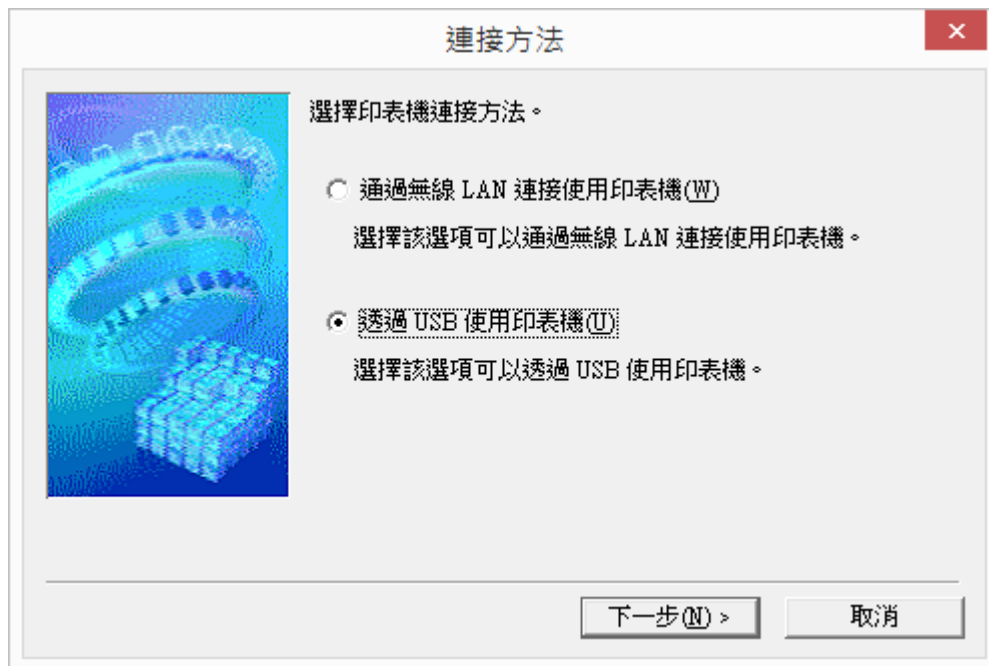 連接方法
選擇印表機連接方法。
通過無線 LAN 連接使用印表機(W)
選擇該選項可以通過無線 LAN 連接使用印表機。
透過 USB 使用印表機(U)
選擇該選項可以透過 USB 使用印表機。
下一步(N) >
取消